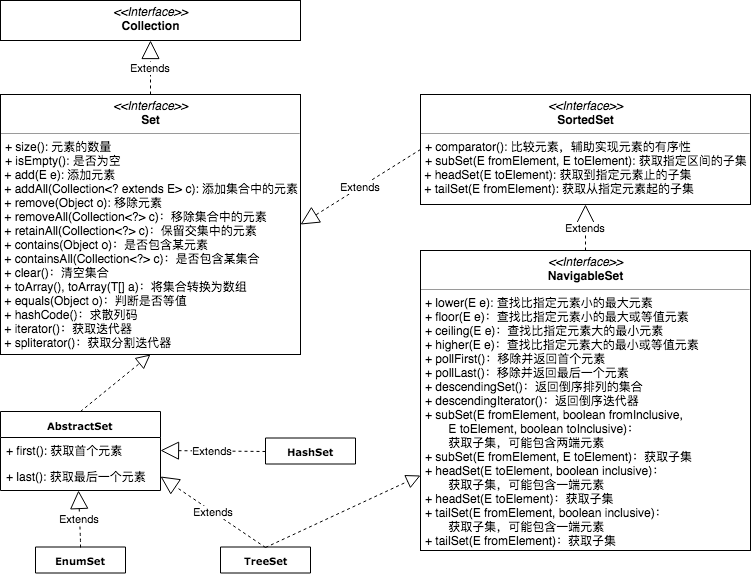 <<Interface>>
Collection
Extends
<<Interface>>
Set
+ size(): 元素的数量
+ isEmpty(): 是否为空
+ add(E e): 添加元素
+ addAll(Collection<? extends E> c): 添加集合中的元素
+ remove(Object o): 移除元素
+ removeAll(Collection<?> c)：移除集合中的元素
+ retainAll(Collection<?> c)：保留交集中的元素
+ contains(Object o)：是否包含某元素
+ containsAll(Collection<?> c)：是否包含某集合
+ clear()：清空集合
+ toArray(), toArray(T[] a)：将集合转换为数组
+ equals(Object o)：判断是否等值
+ hashCode()：求散列码
+ iterator()：获取迭代器
+ spliterator()：获取分割迭代器
Extends
<<Interface>>
SortedSet
+ comparator(): 比较元素，辅助实现元素的有序性
+ subSet(E fromElement, E toElement): 获取指定区间的子集
+ headSet(E toElement): 获取到指定元素止的子集
+ tailSet(E fromElement): 获取从指定元素起的子集
Extends
<<Interface>>
NavigableSet
+ lower(E e): 查找比指定元素小的最大元素
+ floor(E e)：查找比指定元素小的最大或等值元素
+ ceiling(E e)：查找比指定元素大的最小元素
+ higher(E e)：查找比指定元素大的最小或等值元素
+ pollFirst()：移除并返回首个元素
+ pollLast()：移除并返回最后一个元素
+ descendingSet()：返回倒序排列的集合
+ descendingIterator()：返回倒序迭代器
+ subSet(E fromElement, boolean fromInclusive,
E toElement, boolean toInclusive)：
获取子集，可能包含两端元素
+ subSet(E fromElement, E toElement)：获取子集
+ headSet(E toElement, boolean inclusive)：
获取子集，可能包含一端元素
+ headSet(E toElement)：获取子集
+ tailSet(E fromElement, boolean inclusive)：
获取子集，可能包含一端元素
+ tailSet(E fromElement)：获取子集
AbstractSet
+ first(): 获取首个元素
+ last(): 获取最后一个元素
Extends
HashSet
Extends
Extends
EnumSet
TreeSet